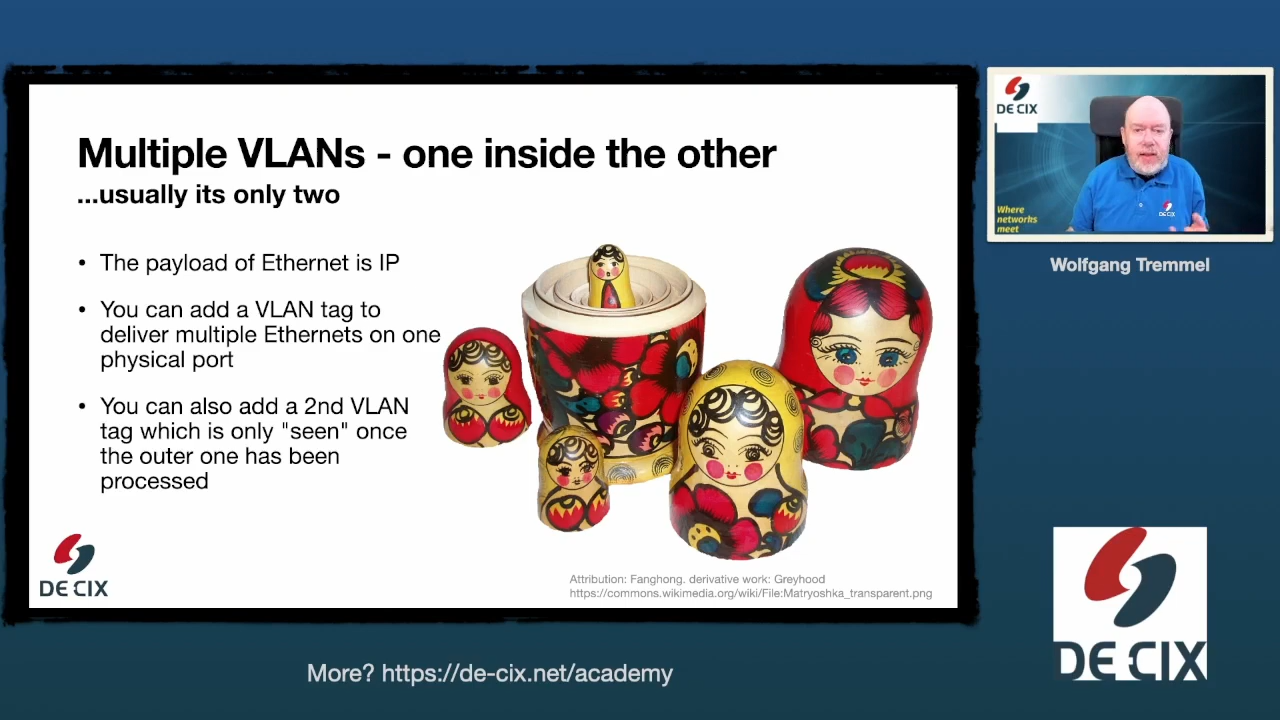 Multiple VLANs - one inside the other
...usually its only two
• The payload of Ethernet is IP
• You can add a VLAN tag to
deliver multiple Ethernets on one
physical port
• You can also add a 2nd VLAN
tag which is only "seen" once
the outer one has been
processed
DE CIX
Attribution: Fanghong. derivative work: Greyhood
https://commons.wikimedia.org/wiki/File:Matryoshka_transparent.png
DE CIX
Where
networks
meet
DE CIX
Wolfgang Tremmel
DE CIX
More? https://de-cix.net/academy